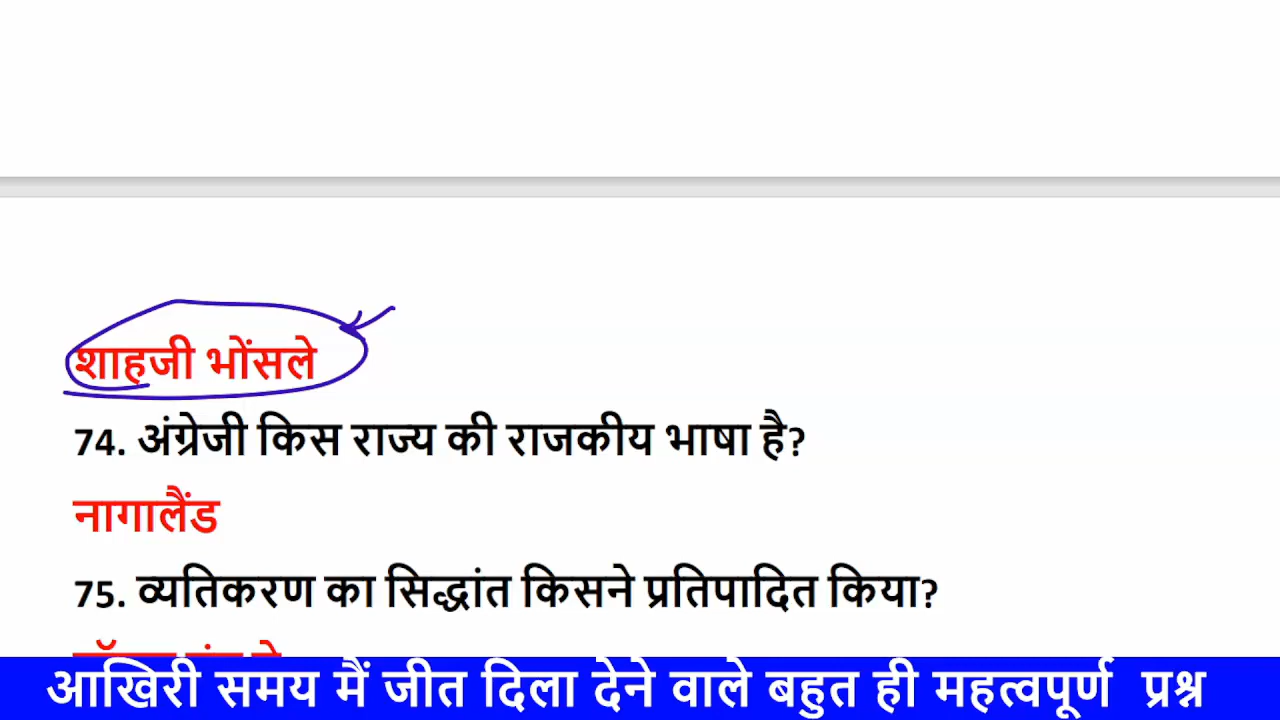 शाहजी भोंसले
74. अंग्रेजी किस राज्य की राजकीय भाषा है?
नागालैंड
75. व्यतिकरण का सिद्धांत किसने प्रतिपादित किया?
आखिरी समय मैं जीत दिला देने वाले बहुत ही महत्वपूर्ण प्रश्न